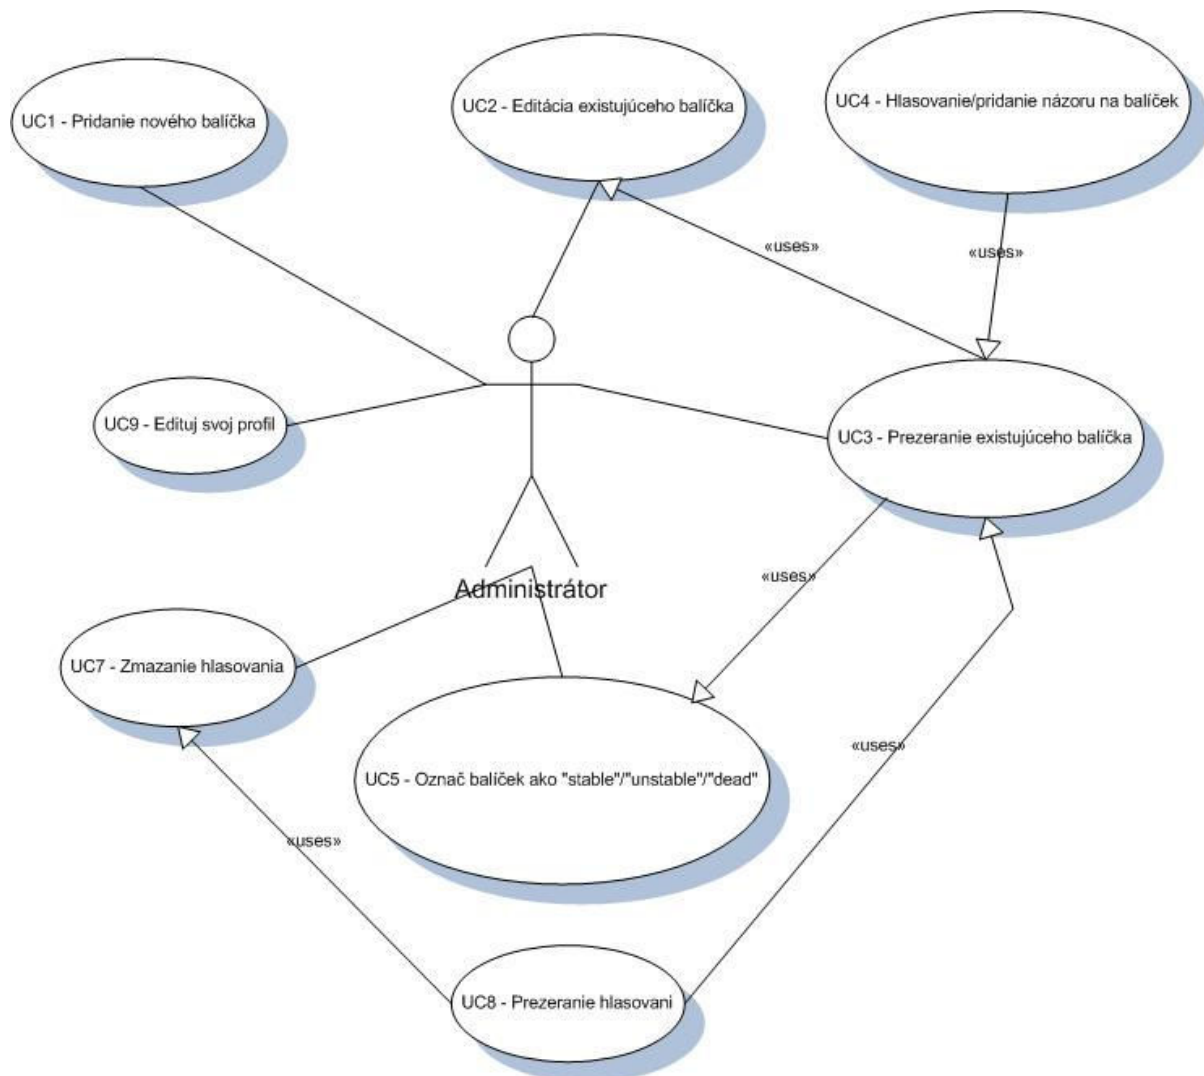 UC1 - Pridanie nového balíčka
UC2 - Editácia existujúceho balíčka
UC4 - Hlasovanie/pridanie názoru na balíček
«uses»
«uses»
UC9 - Edituj svoj profil
UC3 - Prezeranie existujúceho balíčka
«uses»
Administrátor
UC7 - Zmazanie hlasovania
«uses»
UC5 - Označ balíček ako "stable"/"unstable"/"dead"
«uses»
UC8 - Prezeranie hlasovani